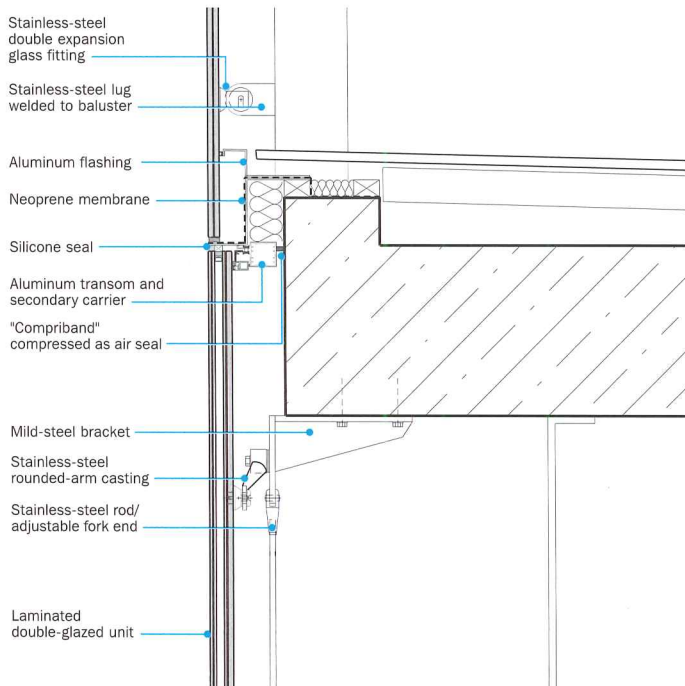 Stainless-steel
double expansion
glass fitting
Stainless-steel lug
welded to baluster
Aluminum flashing
Neoprene membrane
Silicone seal
Aluminum transom and
secondary carrier
"Compriband"
compressed as air seal
Mild-steel bracket
Stainless-steel
rounded-arm casting
Stainless-steel rod/
adjustable fork end
Laminated
double-glazed unit